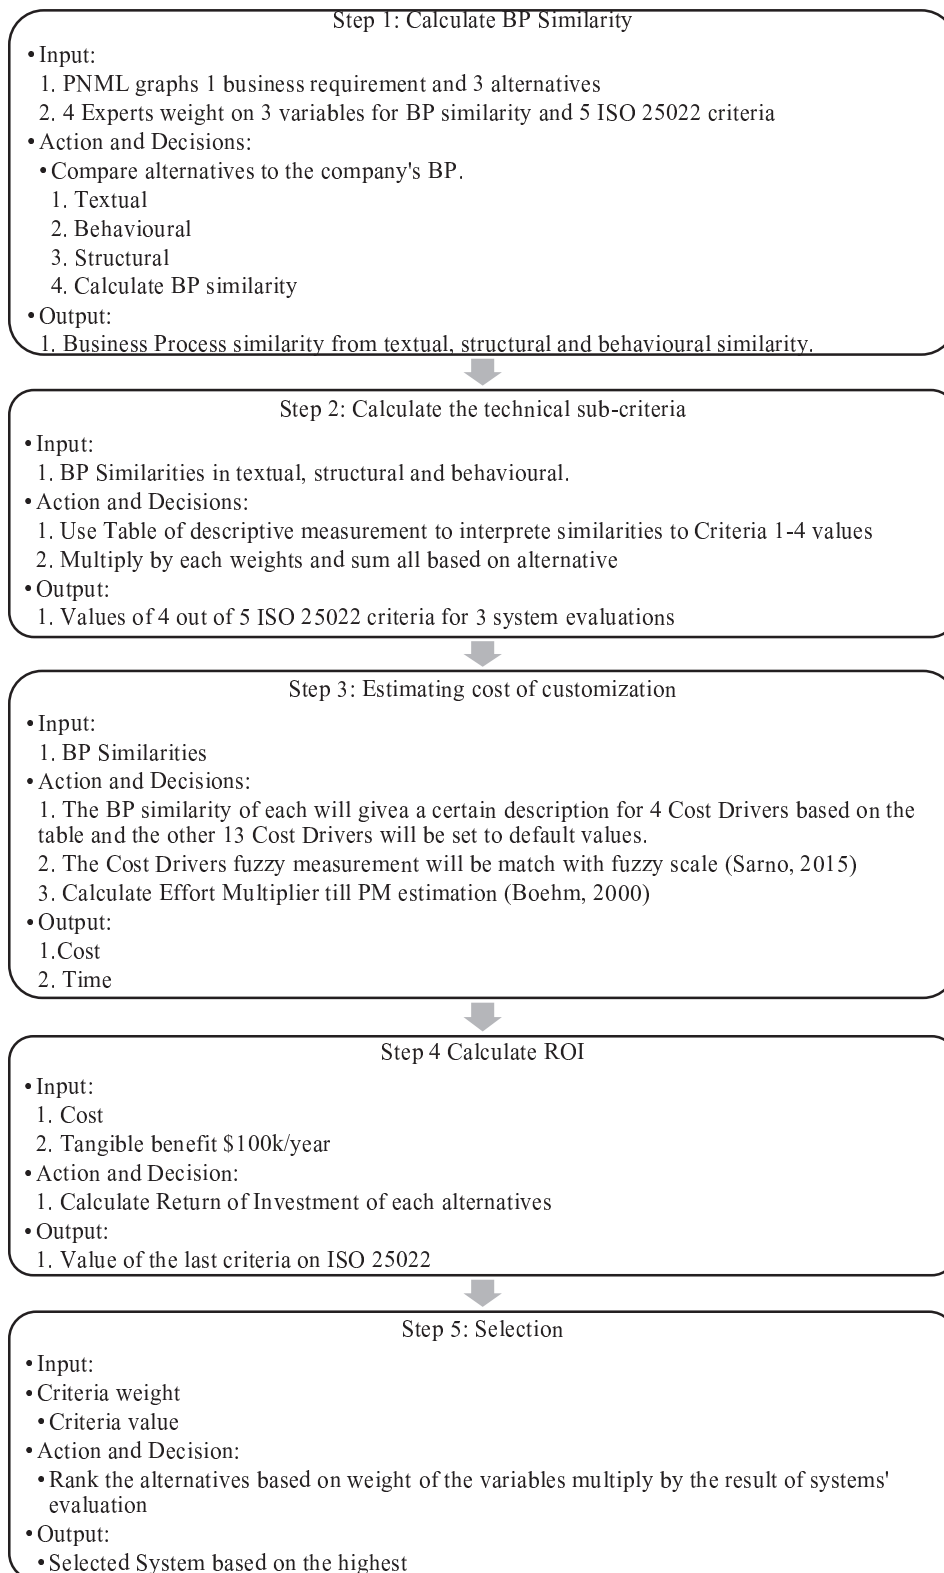 Step 1: Calculate BP Similarity
• Input:
1. PNML graphs 1 business requirement and 3 alternatives
2. 4 Experts weight on 3 variables for BP similarity and 5 ISO 25022 criteria
• Action and Decisions:
• Compare alternatives to the company's BP.
1. Textual
2. Behavioural
3. Structural
4. Calculate BP similarity
• Output:
1. Business Process similarity from textual, structural and behavioural similarity.
Step 2: Calculate the technical sub-criteria
• Input:
1. BP Similarities in textual, structural and behavioural.
• Action and Decisions:
1. Use Table of descriptive measurement to interprete similarities to Criteria 1-4 values
2. Multiply by each weights and sum all based on alternative
• Output:
1. Values of 4 out of 5 ISO 25022 criteria for 3 system evaluations
Step 3: Estimating cost of customization
• Input:
1. BP Similarities
• Action and Decisions:
1. The BP similarity of each will givea a certain description for 4 Cost Drivers based on the
table and the other 13 Cost Drivers will be set to default values.
2. The Cost Drivers fuzzy measurement will be match with fuzzy scale (Sarno, 2015)
3. Calculate Effort Multiplier till PM estimation (Boehm, 2000)
• Output:
1.Cost
2. Time
Step 4 Calculate ROI
• Input:
1. Cost
2. Tangible benefit $100k/year
• Action and Decision:
1. Calculate Return of Investment of each alternatives
• Output:
1. Value of the last criteria on ISO 25022
Step 5: Selection
• Input:
• Criteria weight
• Criteria value
• Action and Decision:
• Rank the alternatives based on weight of the variables multiply by the result of systems'
evaluation
• Output:
• Selected System based on the highest